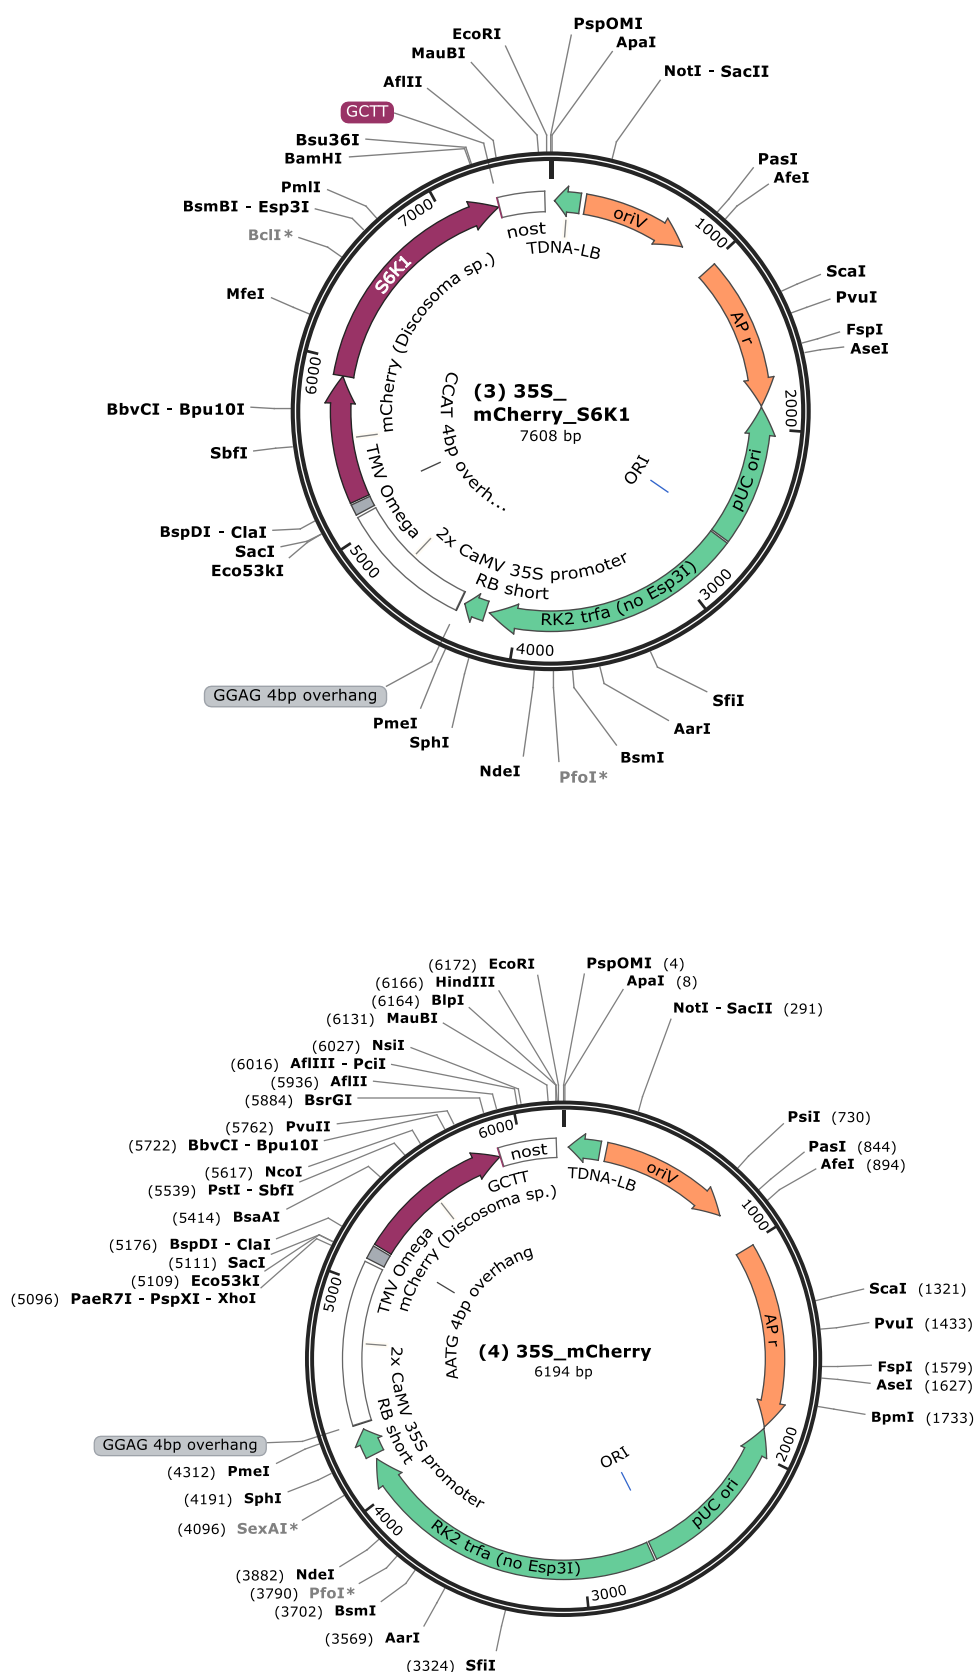 EcoRI
MauBI
AflII
GCTT
Bsu36I
BamHI
PmlI
BsmBI - Esp3I
BclI*
MfeI
BbvCI - Bpu10I
SbfI
BspDI - ClaI
SacI
Eco53kI
GGAG 4bp overhang
PmeI
SphI
NdeI
PfoI*
BsmI
AarI
SfiI
PspOMI
ApaI
NotI - SacII
PasI
AfeI
ScaI
PvuI
FspI
AseI
1000
2000
3000
4000
5000
6000
7000
nost
TDNA-LB
oriV
AP r
pUC ori
RK2 trfa (no Esp3I)
RB short
2x CaMV 35S promoter
TMV Omega
mCherry (Discosoma sp.)
S6K1
CCAT 4bp overh...
ORI
(3) 35S_
mCherry_S6K1
7608 bp
(6172) EcoRI
(6166) HindIII
(6164) BlpI
(6131) MauBI
(6027) NsiI
(6016) AflIII - PciI
(5936) AflII
(5884) BsrGI
(5762) PvuII
(5722) BbvCI - Bpu10I
(5617) NcoI
(5539) PstI - SbfI
(5414) BsaAI
(5176) BspDI - ClaI
(5111) SacI
(5109) Eco53kI
(5096) PaeR7I - PspXI - XhoI
GGAG 4bp overhang
(4312) PmeI
(4191) SphI
(4096) SexAI*
(3882) NdeI
(3790) PfoI*
(3702) BsmI
(3569) AarI
(3324) SfiI
PspOMI (4)
ApaI (8)
NotI - SacII (291)
PsiI (730)
PasI (844)
AfeI (894)
ScaI (1321)
PvuI (1433)
FspI (1579)
AseI (1627)
BpmI (1733)
1000
2000
3000
4000
5000
6000
nost
GCTT
TDNA-LB
oriV
AP r
pUC ori
RK2 trfa (no Esp3I)
RB short
2x CaMV 35S promoter
TMV Omega
mCherry (Discosoma sp.)
AATG 4bp overhang
ORI
(4) 35S_mCherry
6194 bp